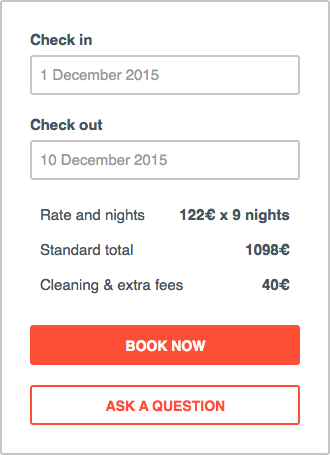 Check in
1 December 2015
Check out
10 December 2015
Rate and nights 122€ x 9 nights
Standard total 1098€
Cleaning & extra fees 40€
BOOK NOW
ASK A QUESTION